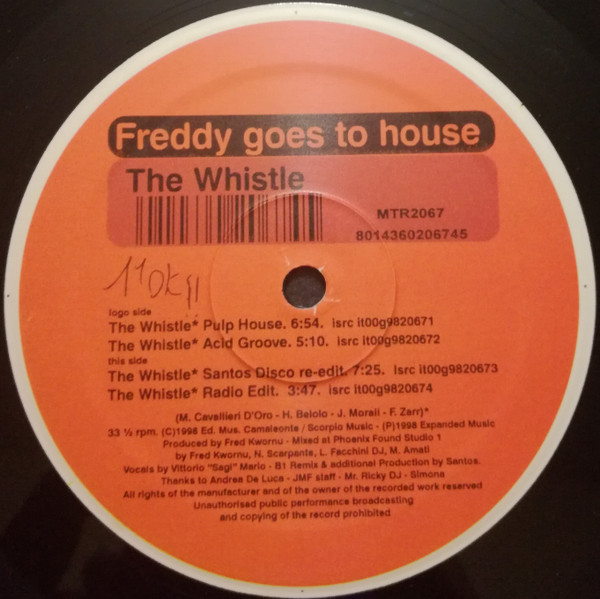 Freddy goes to house
The Whistle
MTR2067
8014360206745
logo side
The Whistle* Pulp House. 6:54. isrc it00g9820671
The Whistle* Acid Groove. 5:10. isrc it00g9820672
this side
The Whistle* Santos Disco re-edit. 7:25. Isrc it00g9820673
The Whistle* Radio Edit. 3:47. isrc it00g9820674
(M. Cavallieri D'Oro - H. Belolo - J. Morali - F. Zarr)*
33 ⅓ rpm. (C)1998 Ed. Mus. Camaleonte / Scorpio Music - (P)1998 Expanded Music
Produced by Fred Kwornu - Mixed at Phoenix Found Studio 1
by Fred Kwornu, N. Scarpante, L. Facchini DJ, M. Amati
Vocals by Vittorio "Sagi" Mario - B1 Remix & additional Production by Santos.
Thanks to Andrea De Luca - JMF staff - Mr. Ricky DJ - Simona
All rights of the manufacturer and of the owner of the recorded work reserved
Unauthorised public performance broadcasting
and copying of the record prohibited